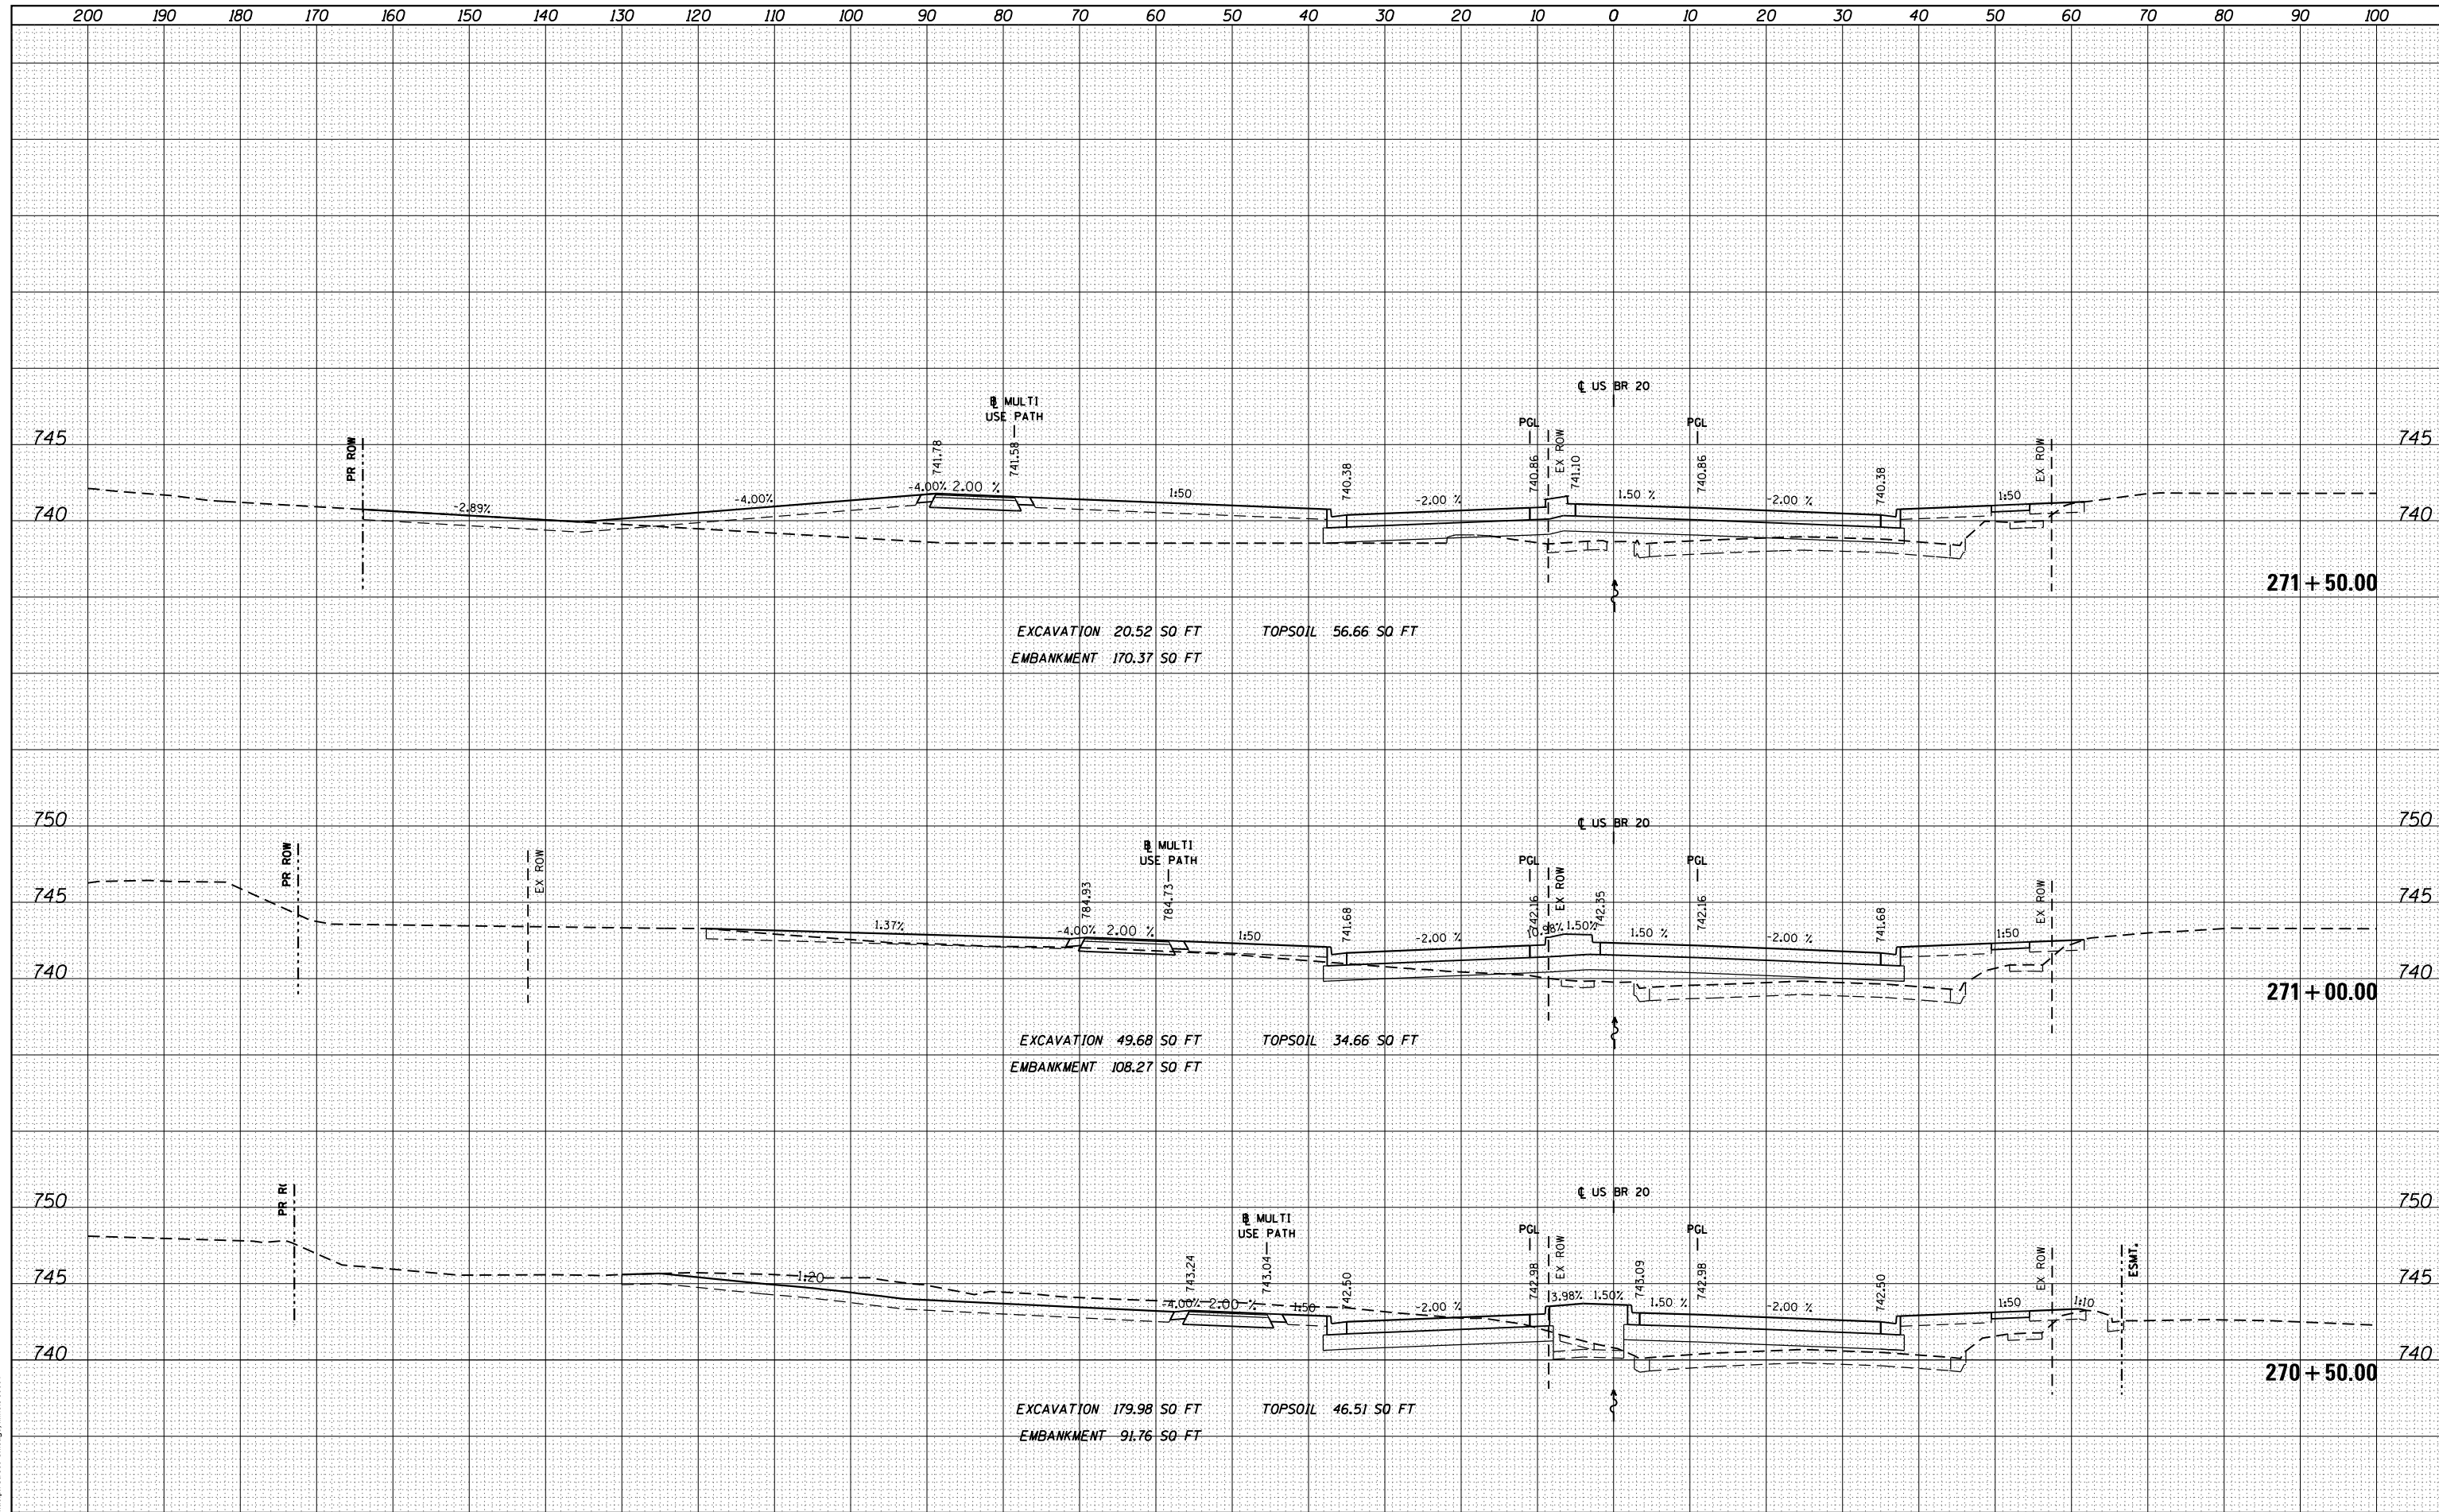 200 190 180 170 160 150 140 130 120 110 100 90 80 70 60 50 40 30 20 10 0 10 20 30 40 50 60 70 80 90 100
℄ US BR 20
B MULTI
USE PATH
PGL
PGL
745
PR ROW
741.78
741.58
740.38
740.86
EX ROW
741.10
740.86
740.38
EX ROW
745
740
-2.89%
-4.00%
-4.00%
2.00 %
1:50
-2.00 %
1.50 %
-2.00 %
1:50
740
271+50.00
EXCAVATION 20.52 SQ FT TOPSOIL 56.66 SQ FT
EMBANKMENT 170.37 SQ FT
750
℄ US BR 20
750
B MULTI
USE PATH
PGL
PGL
PR ROW
EX ROW
745
784.93
784.73
741.68
742.16
EX ROW
742.35
742.16
741.68
EX ROW
745
1.37%
-4.00%
2.00 %
1:50
-2.00 %
10.98%
1.50%
1.50 %
-2.00 %
1:50
740
740
271+00.00
EXCAVATION 49.68 SQ FT TOPSOIL 34.66 SQ FT
EMBANKMENT 108.27 SQ FT
750
PR R
℄ US BR 20
750
B MULTI
USE PATH
PGL
PGL
745
743.24
743.04
742.50
742.98
EX ROW
743.09
742.98
742.50
EX ROW
ESMT.
745
1:20
-4.00%
2.00 %
1:50
-2.00 %
3.98%
1.50%
1.50 %
-2.00 %
1:50
1:10
740
740
270+50.00
EXCAVATION 179.98 SQ FT TOPSOIL 46.51 SQ FT
EMBANKMENT 91.76 SQ FT